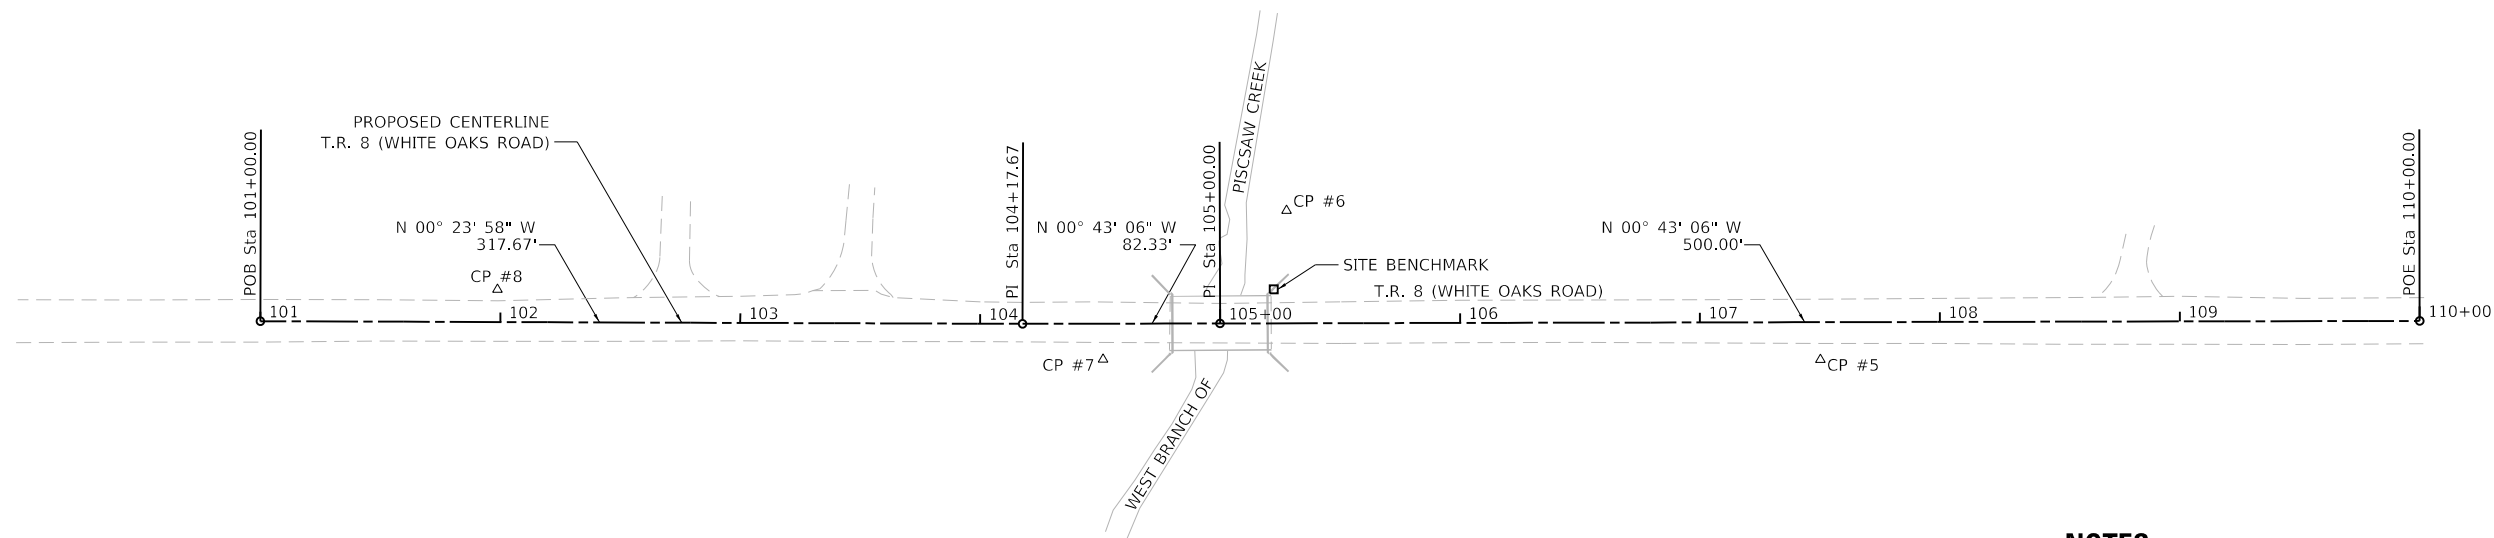 PROPOSED CENTERLINE
T.R. 8 (WHITE OAKS ROAD)
POB Sta 101+00.00
N 00° 23' 58" W
317.67'
CP #8
PI Sta 104+17.67
N 00° 43' 06" W
82.33'
PI Sta 105+00.00
PISCSAW CREEK
CP #6
SITE BENCHMARK
T.R. 8 (WHITE OAKS ROAD)
N 00° 43' 06" W
500.00'
POE Sta 110+00.00
101
102
103
104
105+00
106
107
108
109
110+00
CP #7
CP #5
WEST BRANCH OF
NOTES